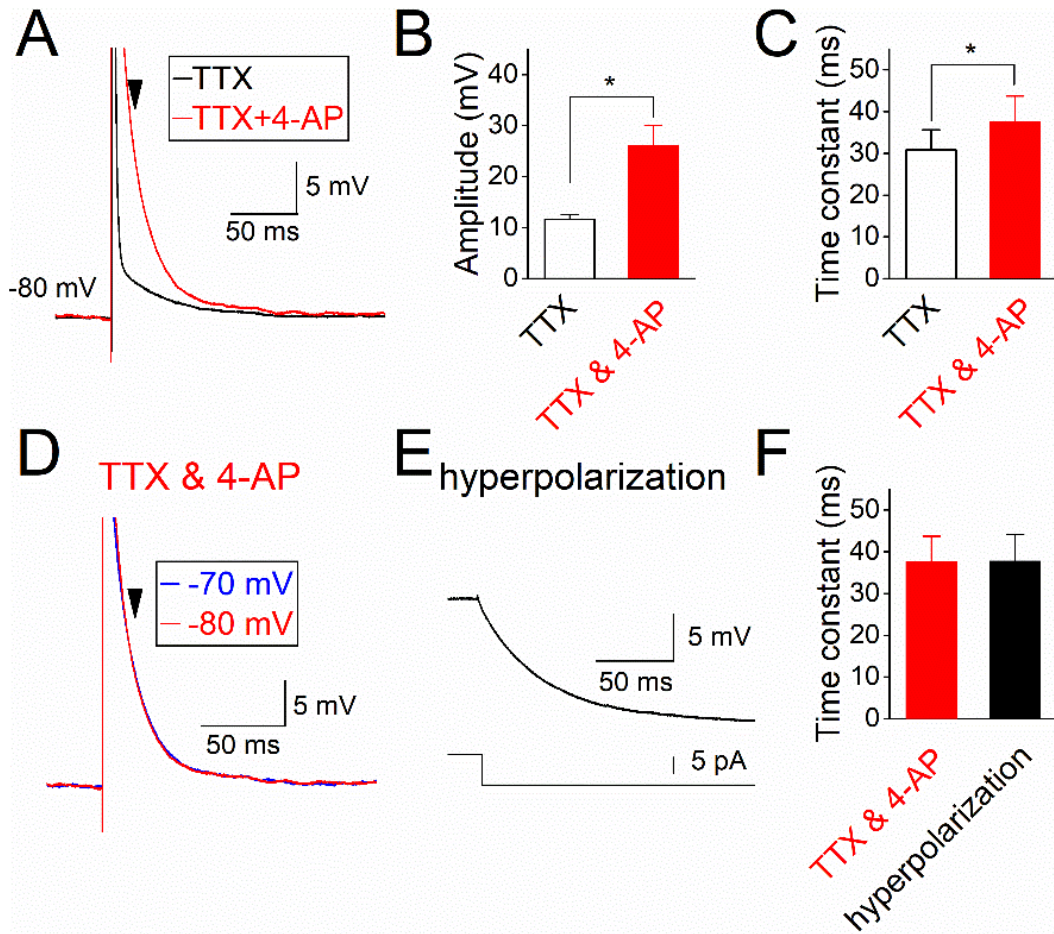 A
TTX
TTX+4-AP
5 mV
50 ms
-80 mV
B
Amplitude (mV)
40
30
20
10
0
*
TTX
TTX & 4-AP
C
Time constant (ms)
50
40
30
20
10
0
*
TTX
TTX & 4-AP
D
TTX & 4-AP
-70 mV
-80 mV
5 mV
50 ms
E
hyperpolarization
5 mV
50 ms
5 pA
F
Time constant (ms)
50
40
30
20
10
0
TTX & 4-AP
hyperpolarization